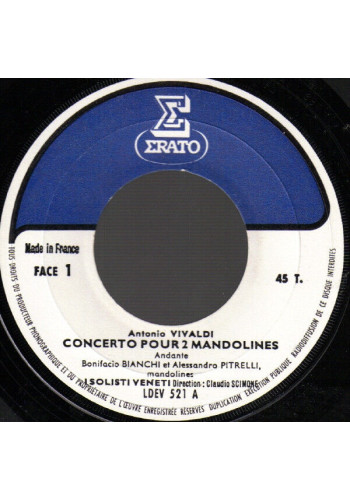 ERATO
Made in France
FACE 1
45 T.
Antonio VIVALDI
CONCERTO POUR 2 MANDOLINES
Andante
Bonifacio BIANCHI et Alessandro PITRELLI,
mandolines
I SOLISTI VENETI Direction: Claudio SCIMONE
LDEV 521 A
TOUS DROITS DU PRODUCTEUR PHONOGRAPHIQUE ET DU PROPRIÉTAIRE DE L'ŒUVRE ENREGISTRÉE RÉSERVÉS. DUPLICATION EXÉCUTION PUBLIQUE RADIODIFFUSION DE CE DISQUE INTERDITES